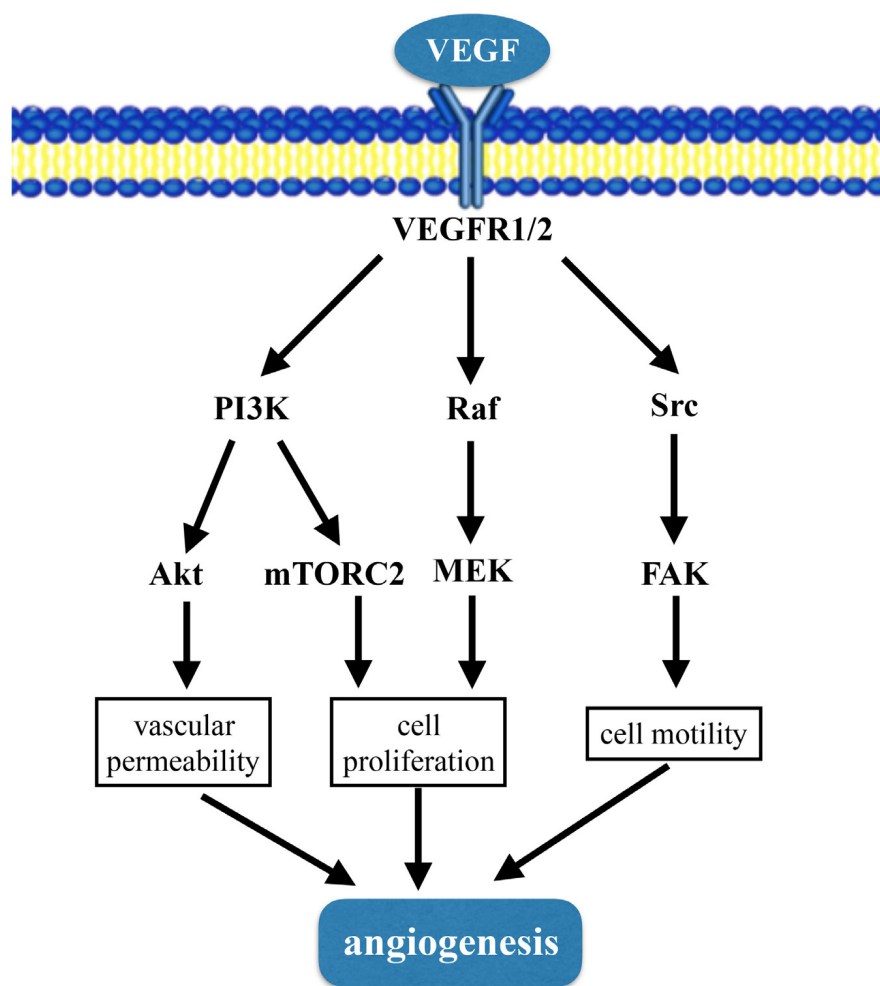 VEGF
VEGFR1/2
PI3K
Raf
Src
Akt
mTORC2
MEK
FAK
vascular
permeability
cell
proliferation
cell motility
angiogenesis